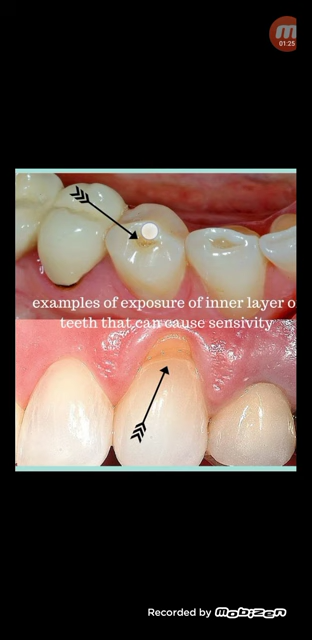 01:25
examples of exposure of inner layer o
teeth that can cause sensivity
Recorded by mobizen